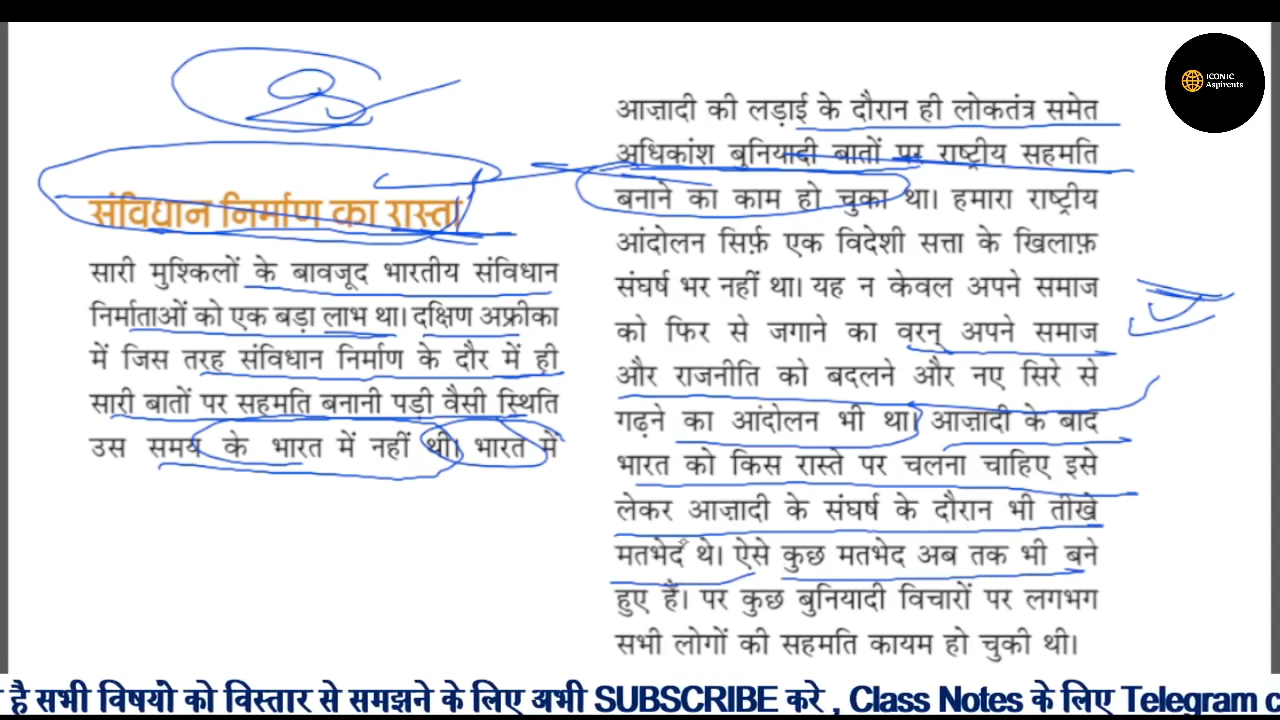 ICONIC
Aspirents
संविधान निर्माण का रास्ता
सारी मुश्किलों के बावजूद भारतीय संविधान
निर्माताओं को एक बड़ा लाभ था। दक्षिण अफ्रीका
में जिस तरह संविधान निर्माण के दौर में ही
सारी बातों पर सहमति बनानी पड़ी वैसी स्थिति
उस समय के भारत में नहीं थी। भारत में
आज़ादी की लड़ाई के दौरान ही लोकतंत्र समेत
अधिकांश बुनियादी बातों पर राष्ट्रीय सहमति
बनाने का काम हो चुका था। हमारा राष्ट्रीय
आंदोलन सिर्फ़ एक विदेशी सत्ता के खिलाफ़
संघर्ष भर नहीं था। यह न केवल अपने समाज
को फिर से जगाने का वरन् अपने समाज
और राजनीति को बदलने और नए सिरे से
गढ़ने का आंदोलन भी था। आज़ादी के बाद
भारत को किस रास्ते पर चलना चाहिए इसे
लेकर आज़ादी के संघर्ष के दौरान भी तीखे
मतभेद थे। ऐसे कुछ मतभेद अब तक भी बने
हुए हैं। पर कुछ बुनियादी विचारों पर लगभग
सभी लोगों की सहमति कायम हो चुकी थी।
है सभी विषयो को विस्तार से समझने के लिए अभी SUBSCRIBE करे , Class Notes के लिए Telegram c